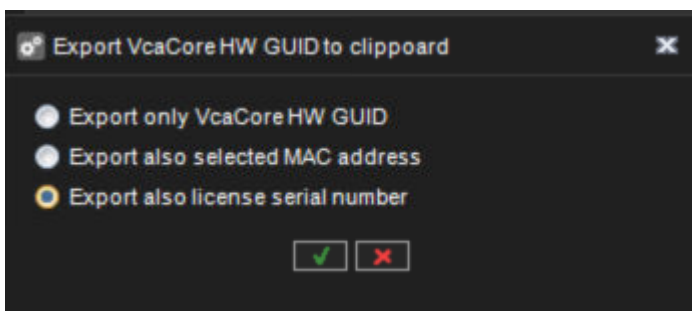 Export VcaCore HW GUID to clippoard
Export only VcaCore HW GUID
Export also selected MAC address
Export also license serial number